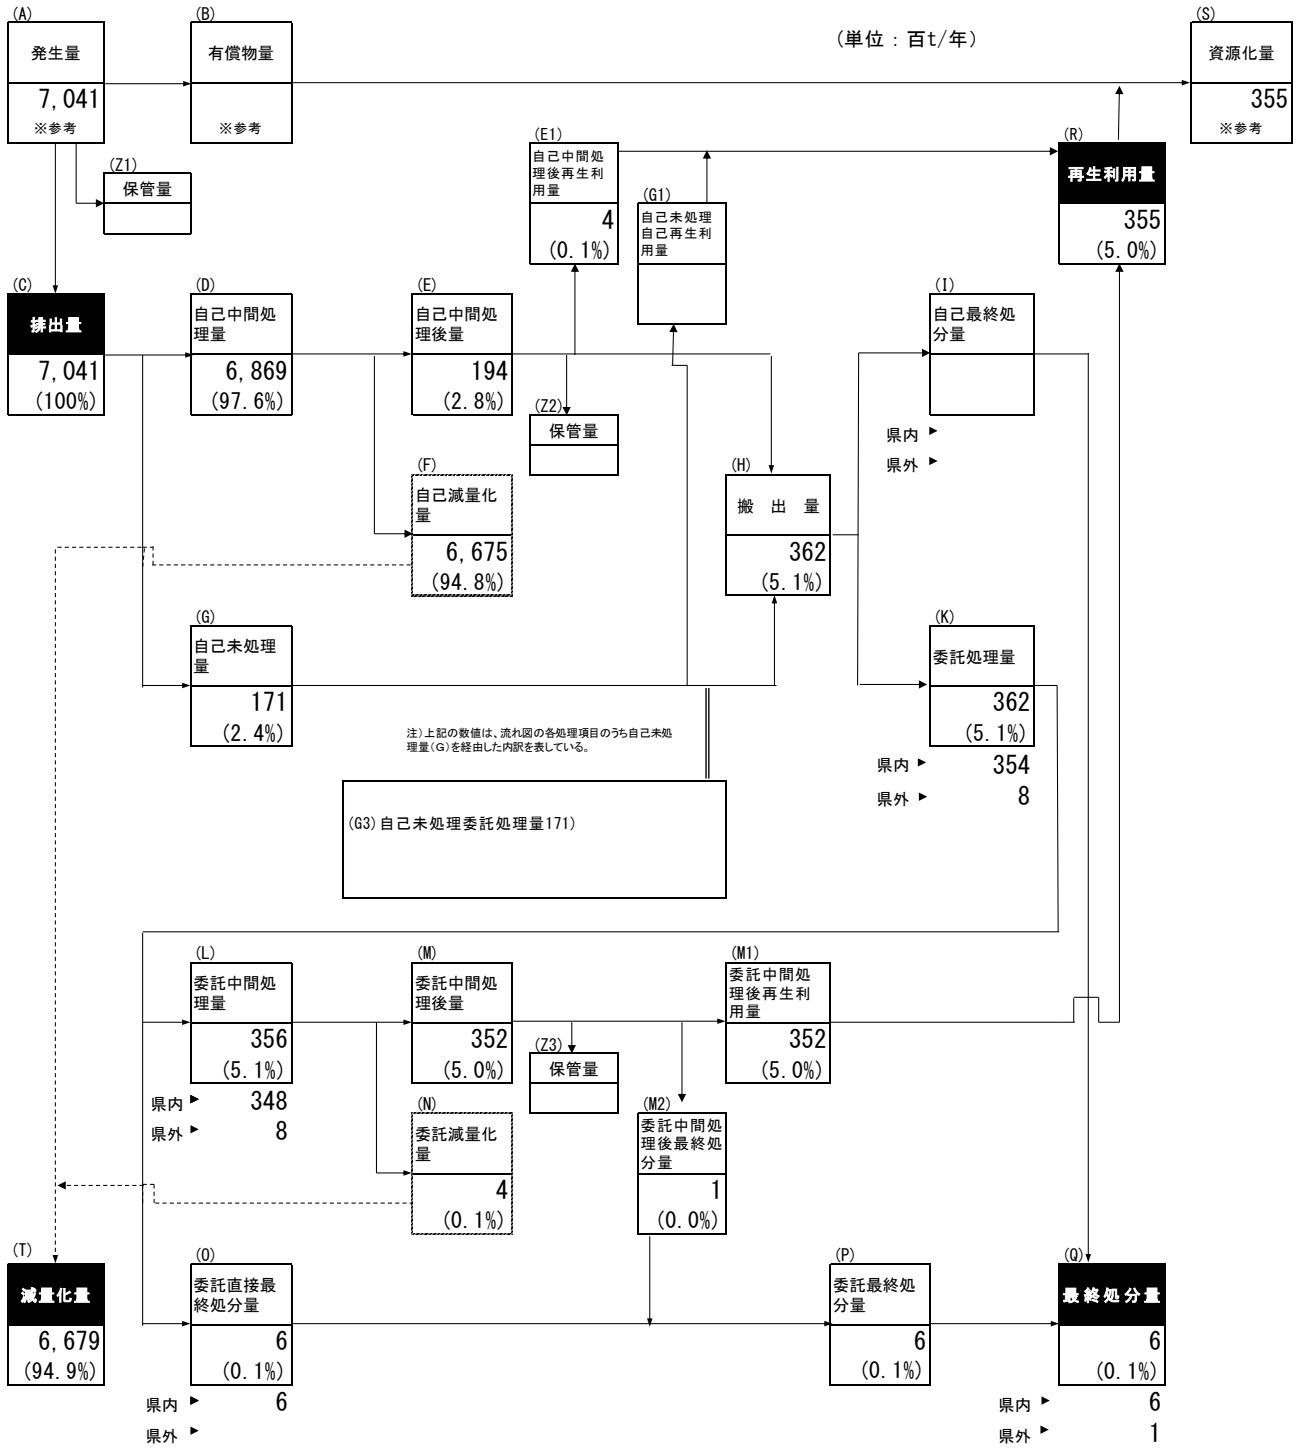 (A)
発生量
7,041
※参考
(B)
有償物量
※参考
(単位：百t/年)
(S)
資源化量
355
※参考
(Z1)
保管量
(E1)
自己中間処
理後再生利
用量
4
(0.1%)
(G1)
自己未処理
自己再生利
用量
(R)
再生利用量
355
(5.0%)
(C)
排出量
7,041
(100%)
(D)
自己中間処
理量
6,869
(97.6%)
(E)
自己中間処
理後量
194
(2.8%)
(Z2)
保管量
(I)
自己最終処
分量
県内
県外
(F)
自己減量化
量
6,675
(94.8%)
(H)
搬出量
362
(5.1%)
(G)
自己未処理
量
171
(2.4%)
(K)
委託処理量
362
(5.1%)
県内 354
県外 8
注)上記の数値は、流れ図の各処理項目のうち自己未処
理量(G)を経由した内訳を表している。
(G3)自己未処理委託処理量171)
(L)
委託中間処
理量
356
(5.1%)
県内 348
県外 8
(M)
委託中間処
理後量
352
(5.0%)
(Z3)
保管量
(M1)
委託中間処
理後再生利
用量
352
(5.0%)
(N)
委託減量化
量
4
(0.1%)
(M2)
委託中間処
理後最終処
分量
1
(0.0%)
(T)
減量化量
6,679
(94.9%)
(O)
委託直接最
終処分量
6
(0.1%)
県内 6
県外
(P)
委託最終処
分量
6
(0.1%)
(Q)
最終処分量
6
(0.1%)
県内 6
県外 1